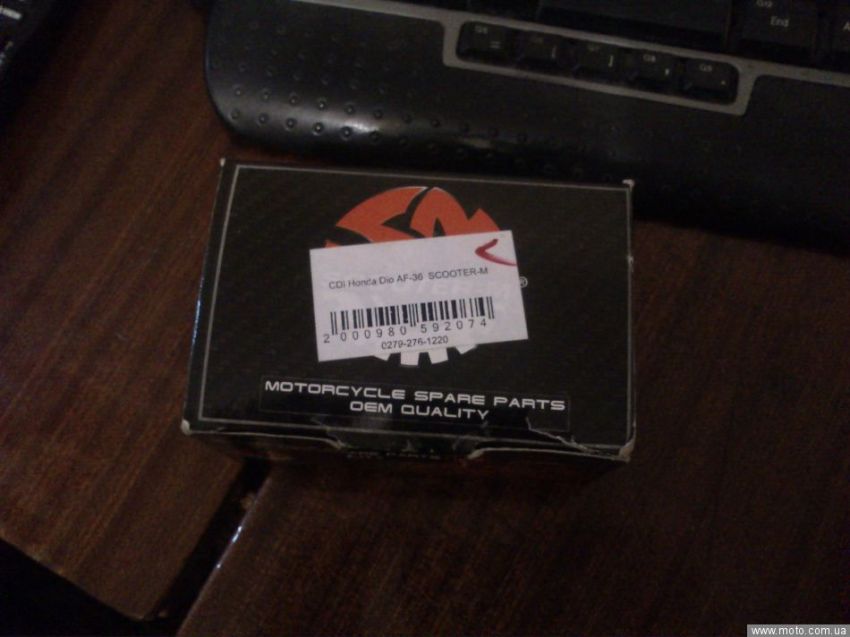 End
CDI Honda Dio AF-36 SCOOTER-M
2 000980 592074
0279-276-1220
®
MOTORCYCLE SPARE PARTS
OEM QUALITY
www.moto.com.ua